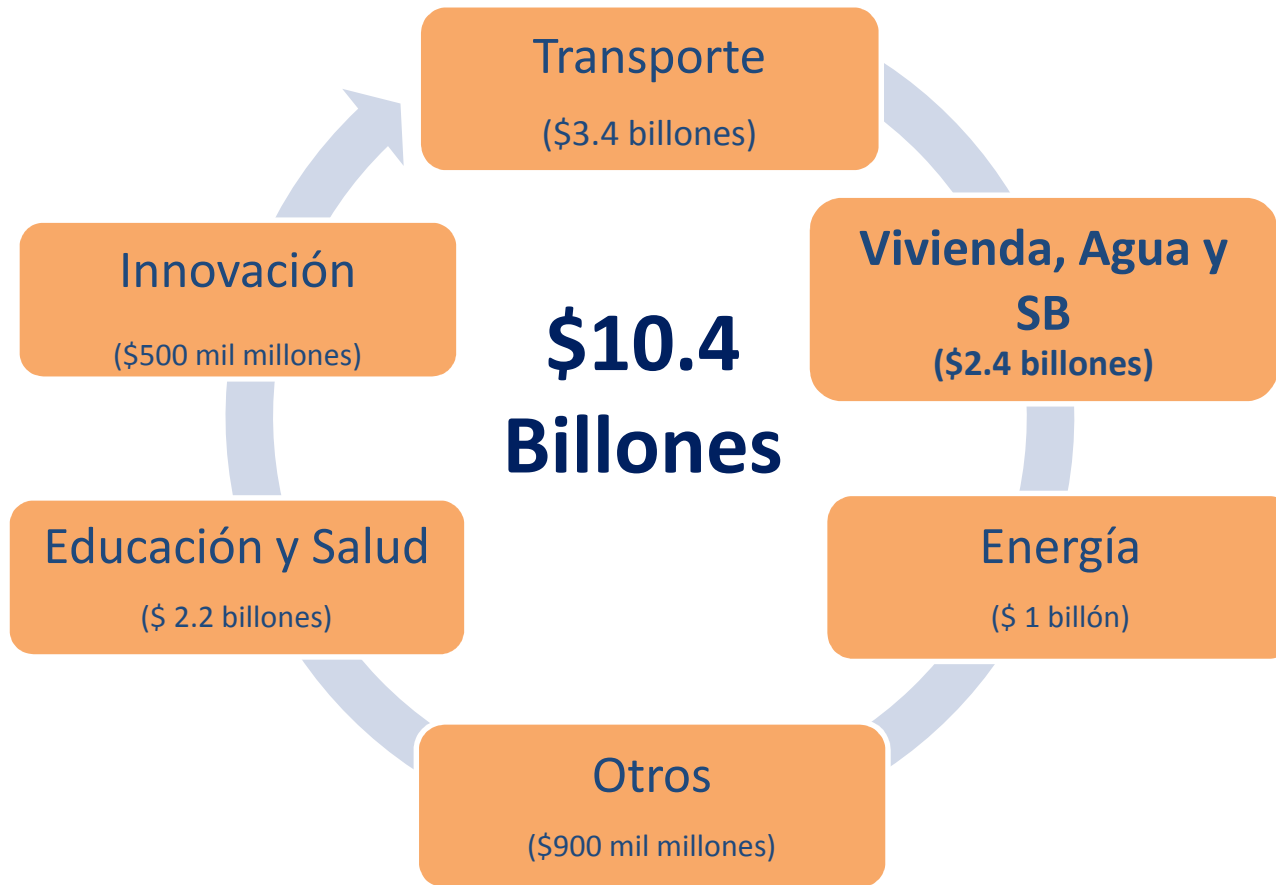 Transporte
($3.4 billones)
Vivienda, Agua y
SB
($2.4 billones)
Energía
($ 1 billón)
Otros
($900 mil millones)
Educación y Salud
($ 2.2 billones)
Innovación
($500 mil millones)
$10.4
Billones